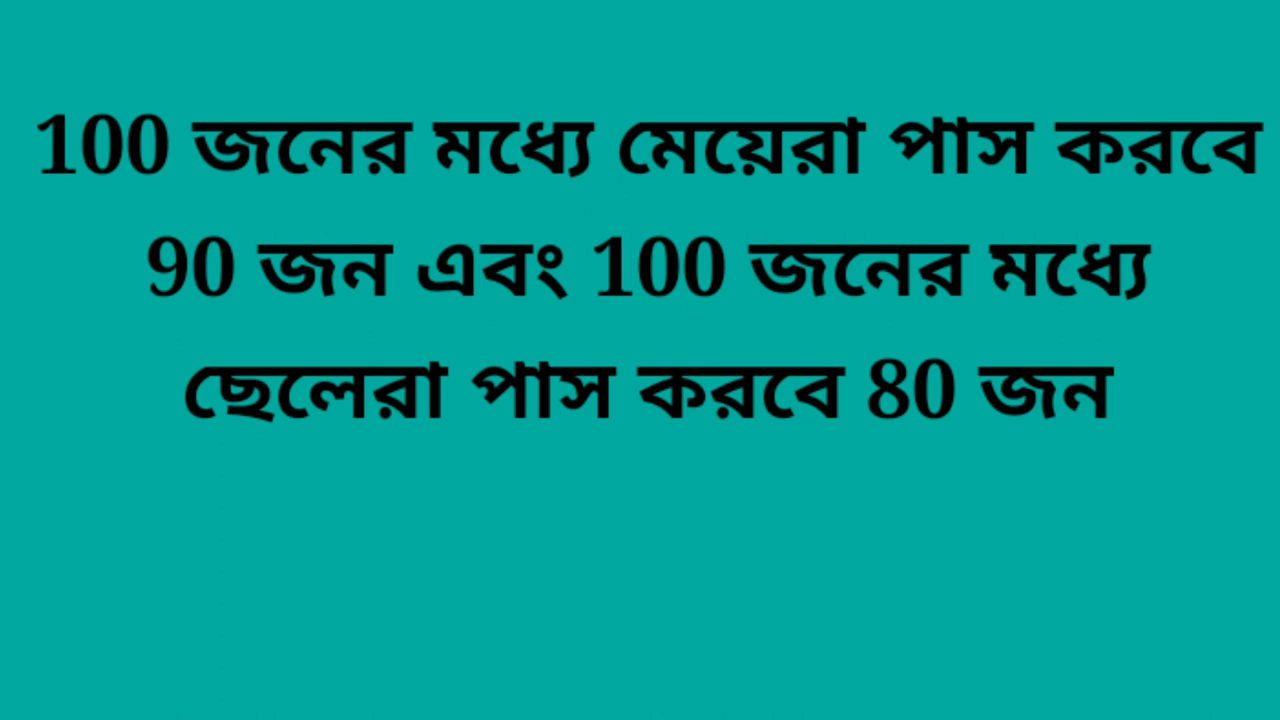 100 জনের মধ্যে মেয়েরা পাস করবে
90 জন এবং 100 জনের মধ্যে
ছেলেরা পাস করবে 80 জন